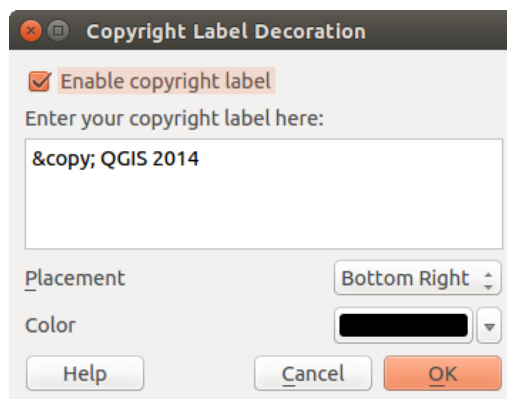 Copyright Label Decoration
Enable copyright label
Enter your copyright label here:
&copy; QGIS 2014
Placement Bottom Right
Color
Help Cancel OK